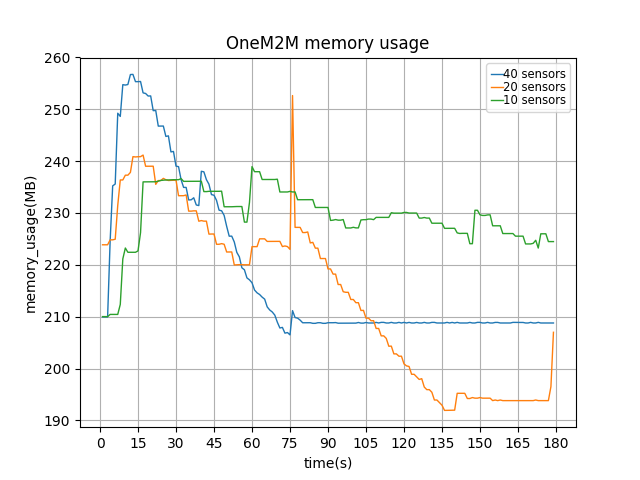 OneM2M memory usage
260
250
240
230
220
210
200
190
memory_usage(MB)
40 sensors
20 sensors
10 sensors
0 15 30 45 60 75 90 105 120 135 150 165 180
time(s)